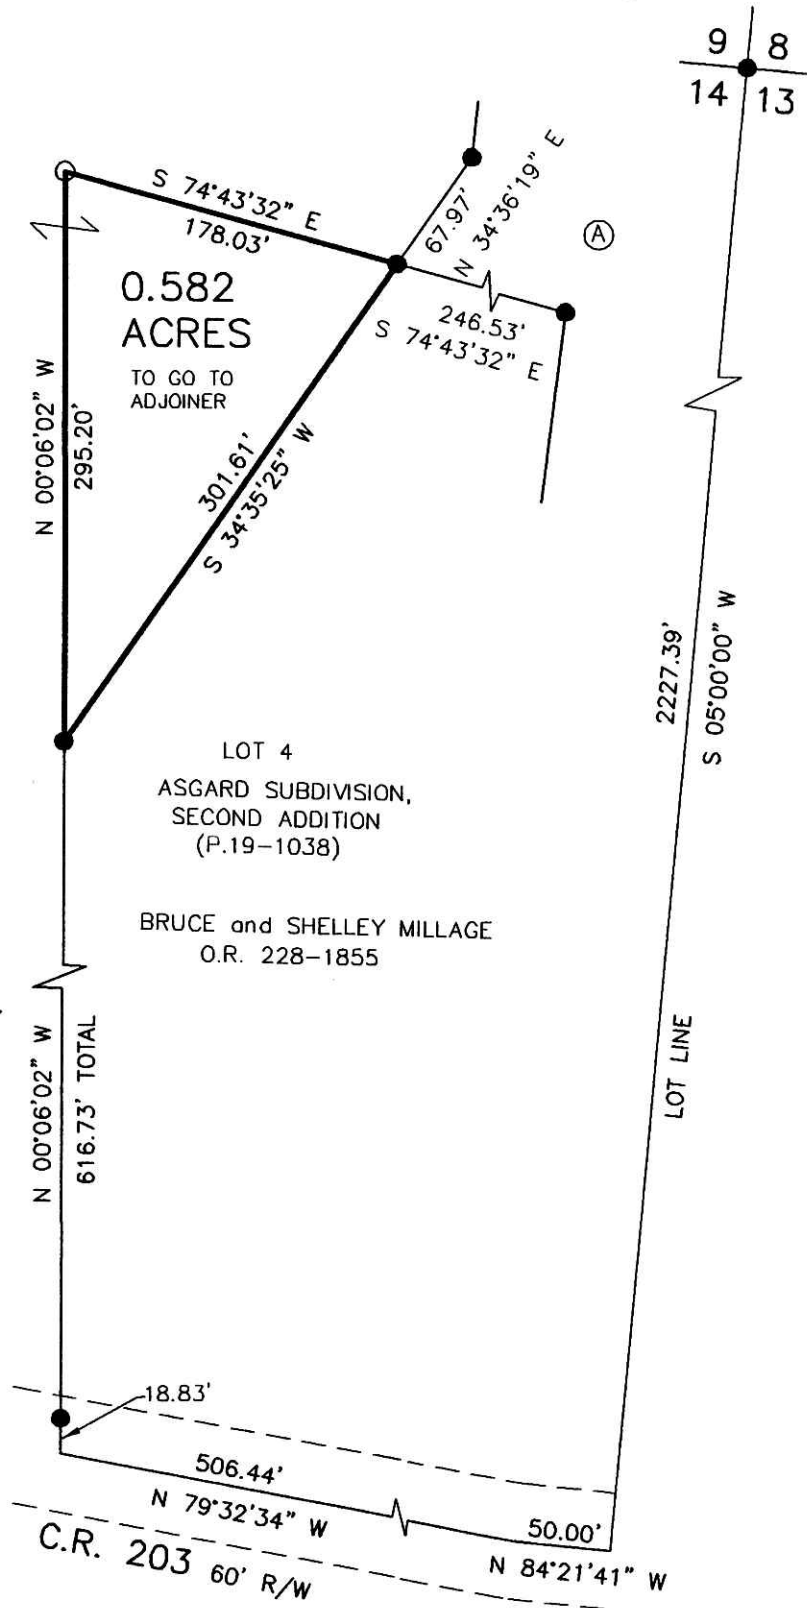 9 8
14 13
S 74°43'32" E
178.03'
67.97'
N 34°36'19" E
A
0.582
ACRES
TO GO TO
ADJOINER
246.53'
S 74°43'32" E
N 00°06'02" W
295.20'
301.61'
S 34°35'25" W
2227.39'
S 05°00'00" W
LOT 4
ASGARD SUBDIVISION,
SECOND ADDITION
(P.19-1038)
BRUCE and SHELLEY MILLAGE
O.R. 228-1855
N 00°06'02" W
616.73' TOTAL
LOT LINE
18.83'
506.44'
N 79°32'34" W
50.00'
N 84°21'41" W
C.R. 203 60' R/W